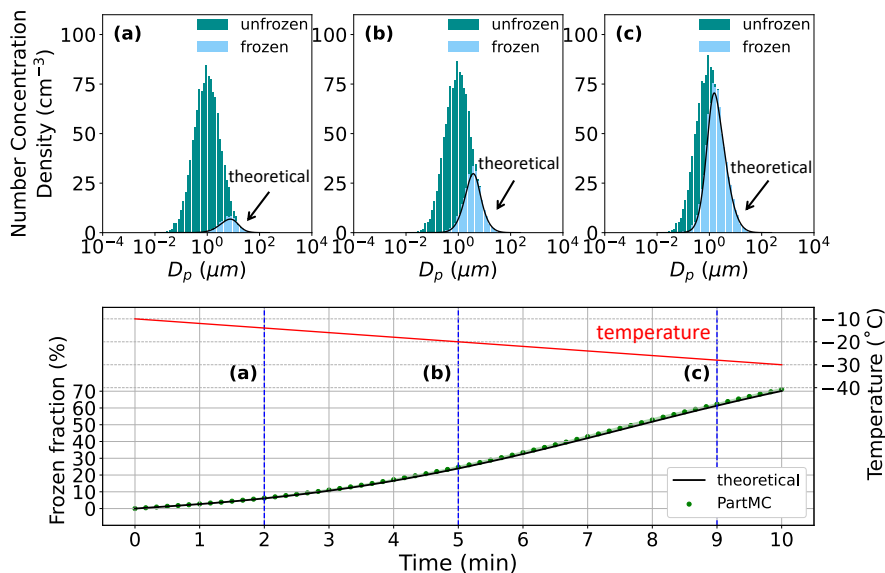 Number Concentration
Density (cm⁻³)
100
75
50
25
0
(a)
unfrozen
frozen
theoretical
10⁻⁴ 10⁻² 10⁰ 10² 10⁴
D_p (μm)
100
75
50
25
0
(b)
unfrozen
frozen
theoretical
10⁻⁴ 10⁻² 10⁰ 10² 10⁴
D_p (μm)
100
75
50
25
0
(c)
unfrozen
frozen
theoretical
10⁻⁴ 10⁻² 10⁰ 10² 10⁴
D_p (μm)
Frozen fraction (%)
70
60
50
40
30
20
10
0
temperature
(a)
(b)
(c)
−10
−20
−30
−40
Temperature (˚C)
theoretical
PartMC
0 1 2 3 4 5 6 7 8 9 10
Time (min)